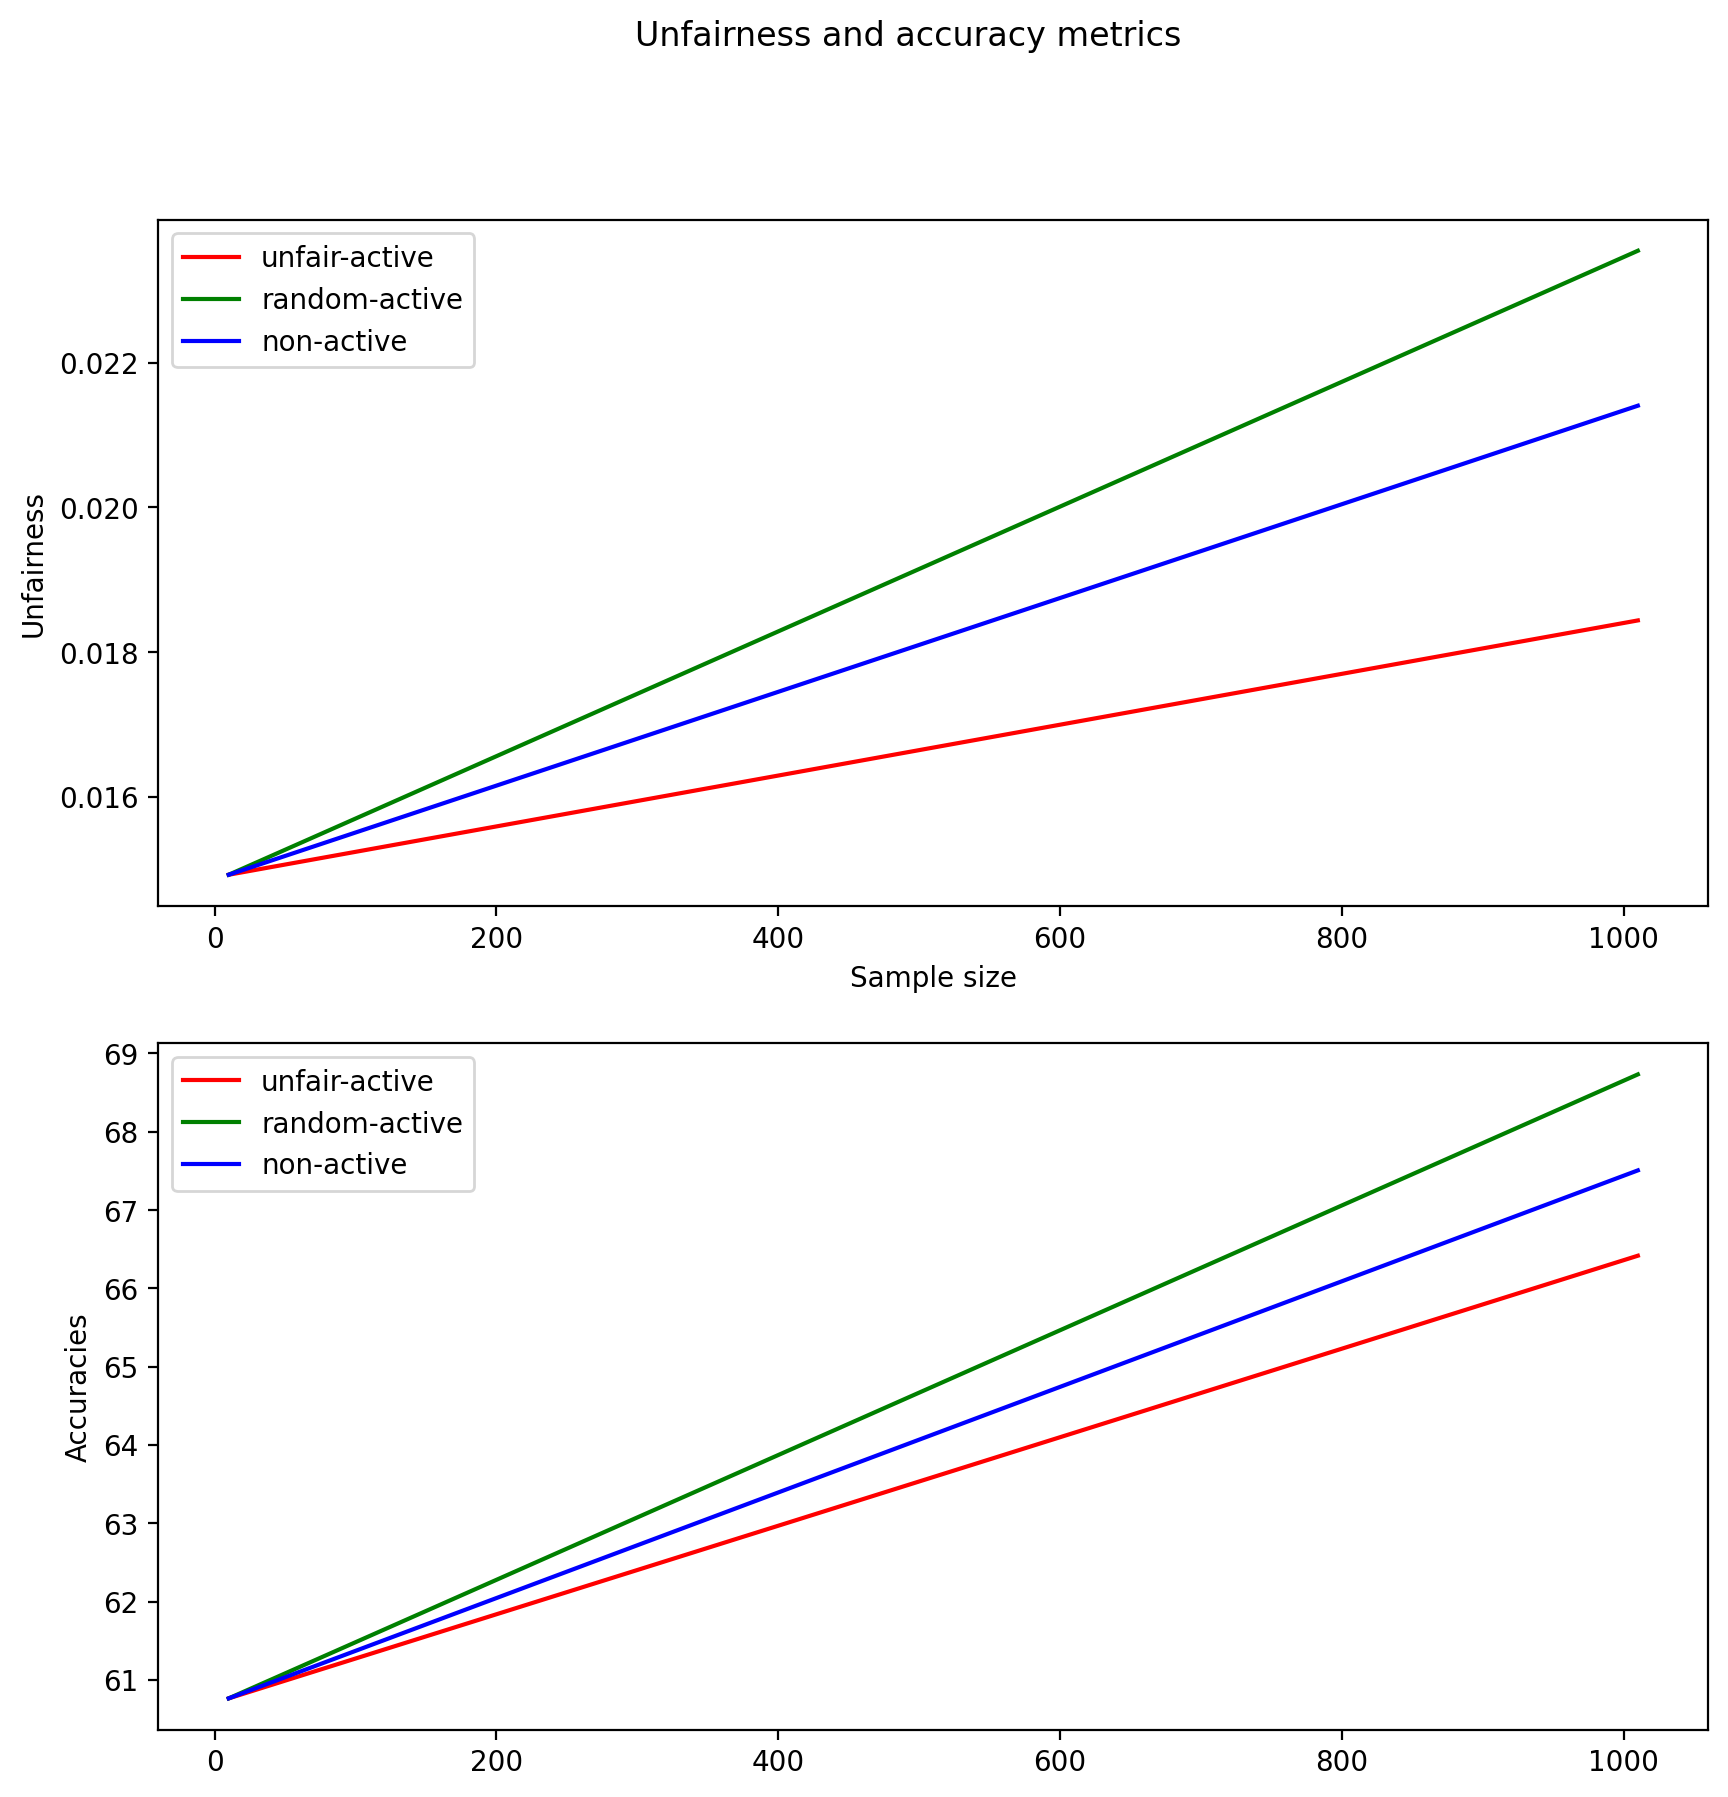 Unfairness and accuracy metrics
unfair-active
random-active
non-active
0.022
0.020
0.018
0.016
Unfairness
0 200 400 600 800 1000
Sample size
unfair-active
random-active
non-active
69
68
67
66
65
64
63
62
61
Accuracies
0 200 400 600 800 1000